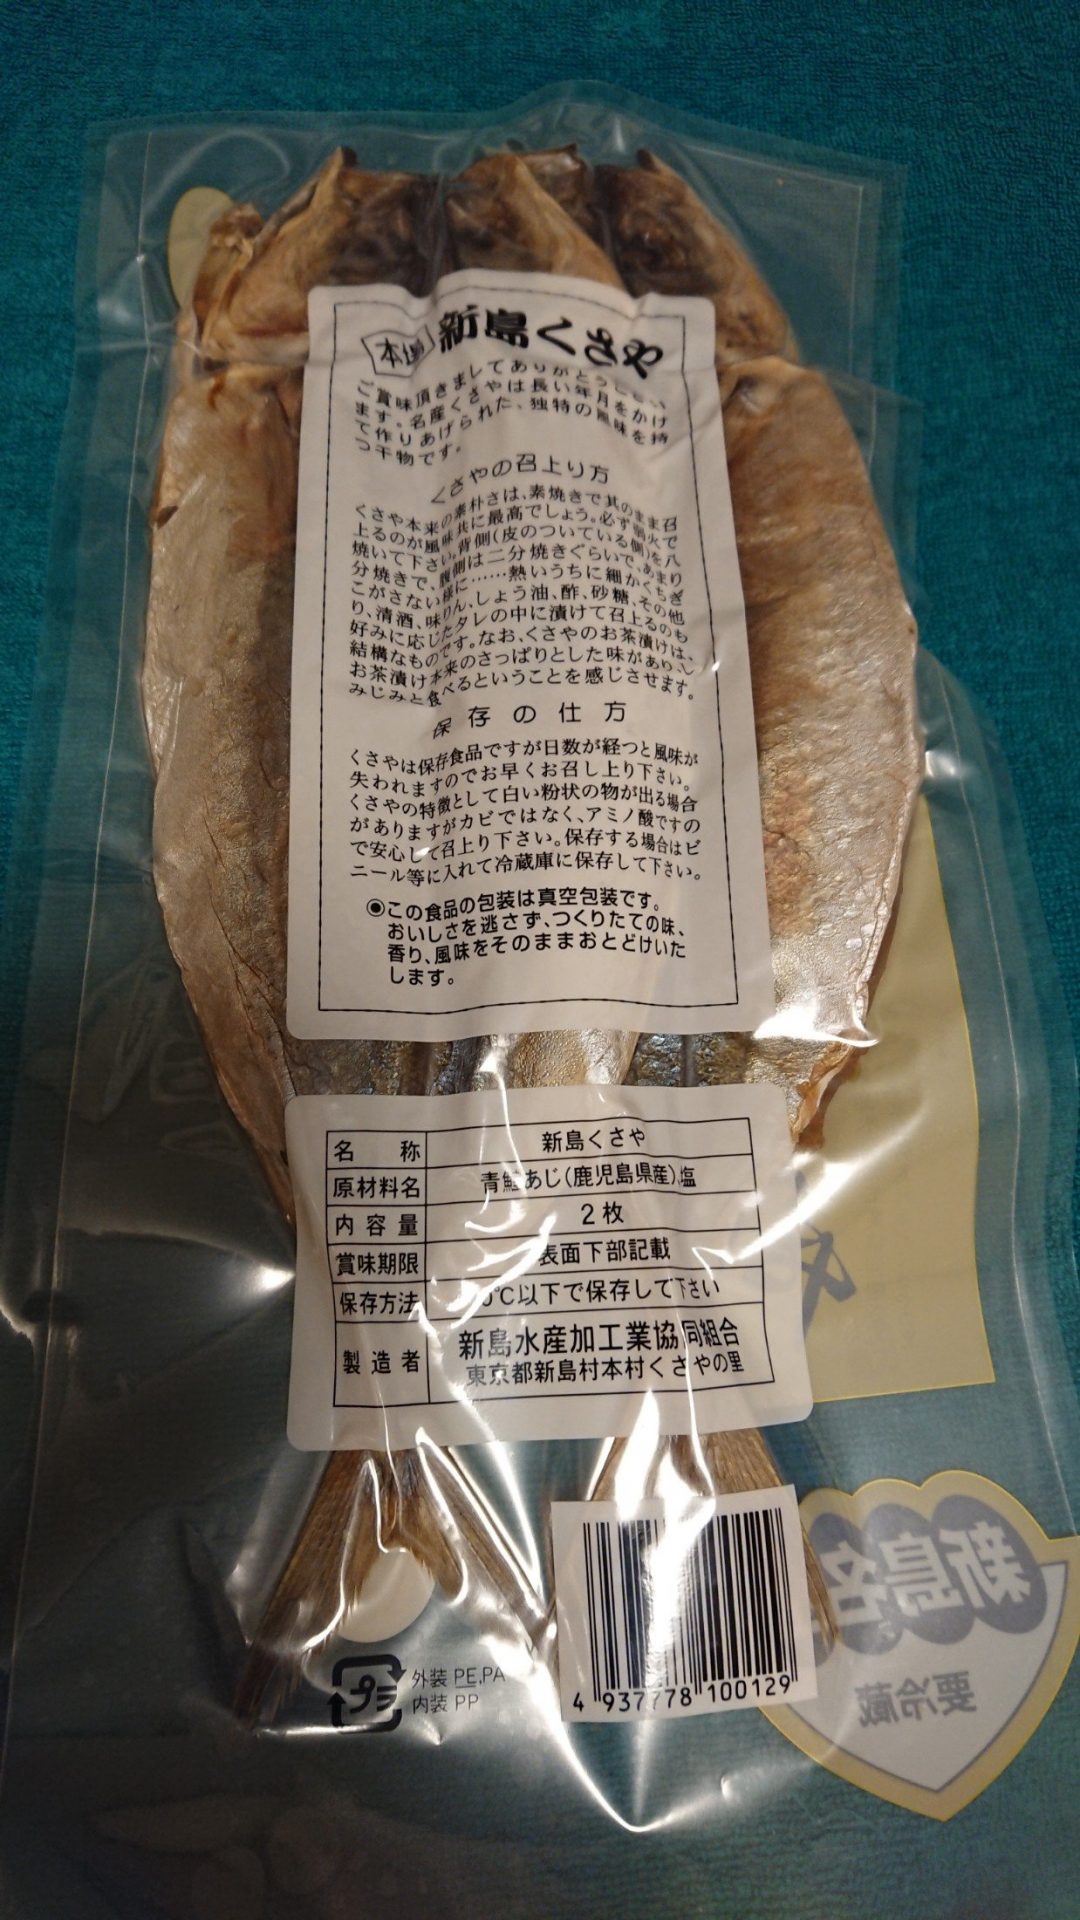 本場 新島くさや
ご賞味頂きましてありがとうござい
ます。名産くさやは長い年月をかけ
て作りあげられた、独特の風味を持
つ干物です。
くさやの召上り方
くさや本来の素朴さは、素焼きで其のまま召
上るのが風味共に最高でしょう。必ず弱火で
焼いて下さい。背側(皮のついている側)を八
分焼きで、腹側は二分焼きぐらいで、あまり
こがさない様に……熱いうちに細かくちぎ
り、清酒、味りん、しょう油、酢、砂糖、その他
好みに応じたタレの中に漬けて召上るのも
結構なものです。なお、くさやのお茶漬けは、
お茶漬け本来のさっぱりとした味があり、し
みじみと食べるということを感じさせます。
保存の仕方
くさやは保存食品ですが日数が経つと風味が
失われますのでお早くお召し上り下さい。
くさやの特徴として白い粉状の物が出る場合
がありますがカビではなく、アミノ酸ですの
で安心して召上り下さい。保存する場合はビ
ニール等に入れて冷蔵庫に保存して下さい。
◉この食品の包装は真空包装です。
おいしさを逃さず、つくりたての味、
香り、風味をそのままおとどけいた
します。
名称 新島くさや
原材料名 青鯥あじ(鹿児島県産)、塩
内容量 2枚
賞味期限 表面下部記載
保存方法 0℃以下で保存して下さい
製造者 新島水産加工業協同組合
東京都新島村本村くさやの里
プラ
外装 PE,PA
内装 PP
4 937778 100129
や
新島名
要冷蔵